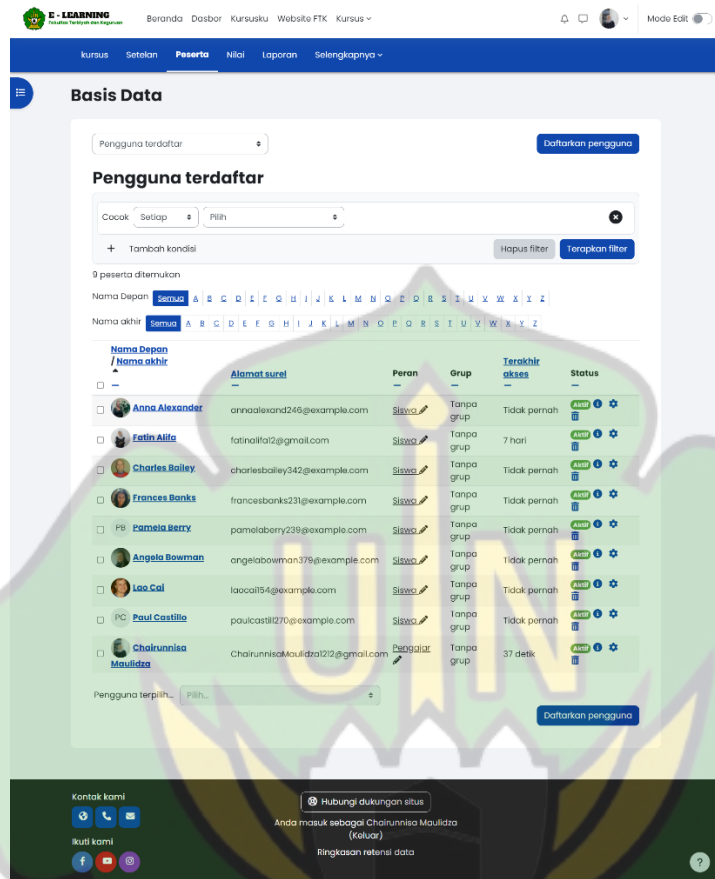 E - LEARNING
Fakultas Tarbiyah dan Keguruan
Beranda Dasbor Kursusku Website FTK Kursus
Mode Edit
kursus Setelan Peserta Nilai Laporan Selengkapnya
Basis Data
Pengguna terdaftar
Daftarkan pengguna
Pengguna terdaftar
Cocok Setiap Pilih
+ Tambah kondisi
Hapus filter Terapkan filter
9 peserta ditemukan
Nama Depan Semua A B C D E F G H I J K L M N O P Q R S T U V W X Y Z
Nama akhir Semua A B C D E F G H I J K L M N O P Q R S T U V W X Y Z
Nama Depan / Nama akhir Alamat surel Peran Grup Terakhir akses Status
Anna Alexander annaalexand246@example.com Siswa Tanpa grup Tidak pernah Aktif
Fatin Alifa fatinalifa12@gmail.com Siswa Tanpa grup 7 hari Aktif
Charles Bailey charlesbailey342@example.com Siswa Tanpa grup Tidak pernah Aktif
Frances Banks francesbanks231@example.com Siswa Tanpa grup Tidak pernah Aktif
PB Pamela Berry pamelaberry239@example.com Siswa Tanpa grup Tidak pernah Aktif
Angela Bowman angelabowman379@example.com Siswa Tanpa grup Tidak pernah Aktif
Lao Cai laocai154@example.com Siswa Tanpa grup Tidak pernah Aktif
PC Paul Castillo paulcastil270@example.com Siswa Tanpa grup Tidak pernah Aktif
Chairunnisa Maulidza ChairunnisaMaulidza1212@gmail.com Pengajar Tanpa grup 37 detik Aktif
Pengguna terpilih... Pilih...
Daftarkan pengguna
UIN
Kontak kami
Hubungi dukungan situs
Anda masuk sebagai Chairunnisa Maulidza
(Keluar)
Ikuti kami
Ringkasan retensi data
?